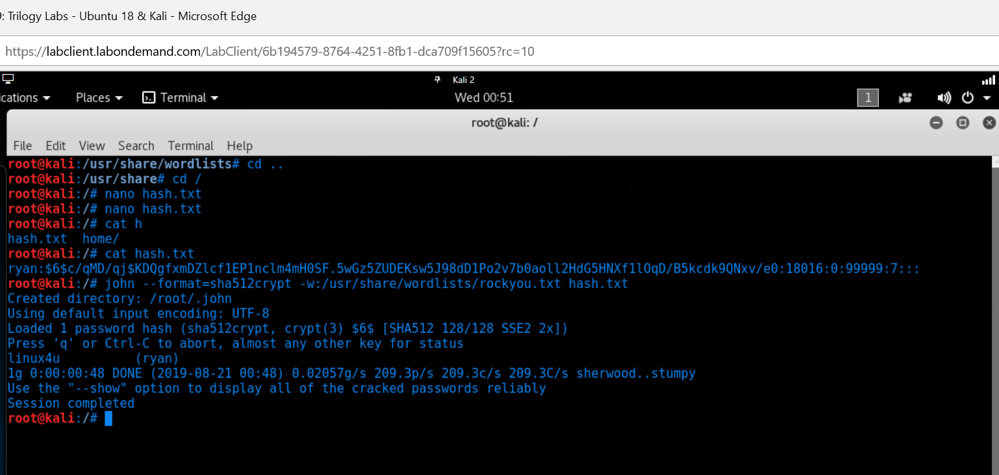 9: Trilogy Labs - Ubuntu 18 & Kali - Microsoft Edge
https://labclient.labondemand.com/LabClient/6b194579-8764-4251-8fb1-dca709f15605?rc=10
Kali 2
cations Places Terminal Wed 00:51 1
root@kali: /
File Edit View Search Terminal Help
root@kali:/usr/share/wordlists# cd ..
root@kali:/usr/share# cd /
root@kali:/# nano hash.txt
root@kali:/# nano hash.txt
root@kali:/# cat h
hash.txt  home/
root@kali:/# cat hash.txt
ryan:$6$c/qMD/qj$KDQgfxmDZlcf1EP1nclm4mH0SF.5wGz5ZUDEKsw5J98dD1Po2v7b0aoll2HdG5HNXf1lOqD/B5kcdk9QNxv/e0:18016:0:99999:7:::
root@kali:/# john --format=sha512crypt -w:/usr/share/wordlists/rockyou.txt hash.txt
Created directory: /root/.john
Using default input encoding: UTF-8
Loaded 1 password hash (sha512crypt, crypt(3) $6$ [SHA512 128/128 SSE2 2x])
Press 'q' or Ctrl-C to abort, almost any other key for status
linux4u          (ryan)
1g 0:00:00:48 DONE (2019-08-21 00:48) 0.02057g/s 209.3p/s 209.3c/s 209.3C/s sherwood..stumpy
Use the "--show" option to display all of the cracked passwords reliably
Session completed
root@kali:/#